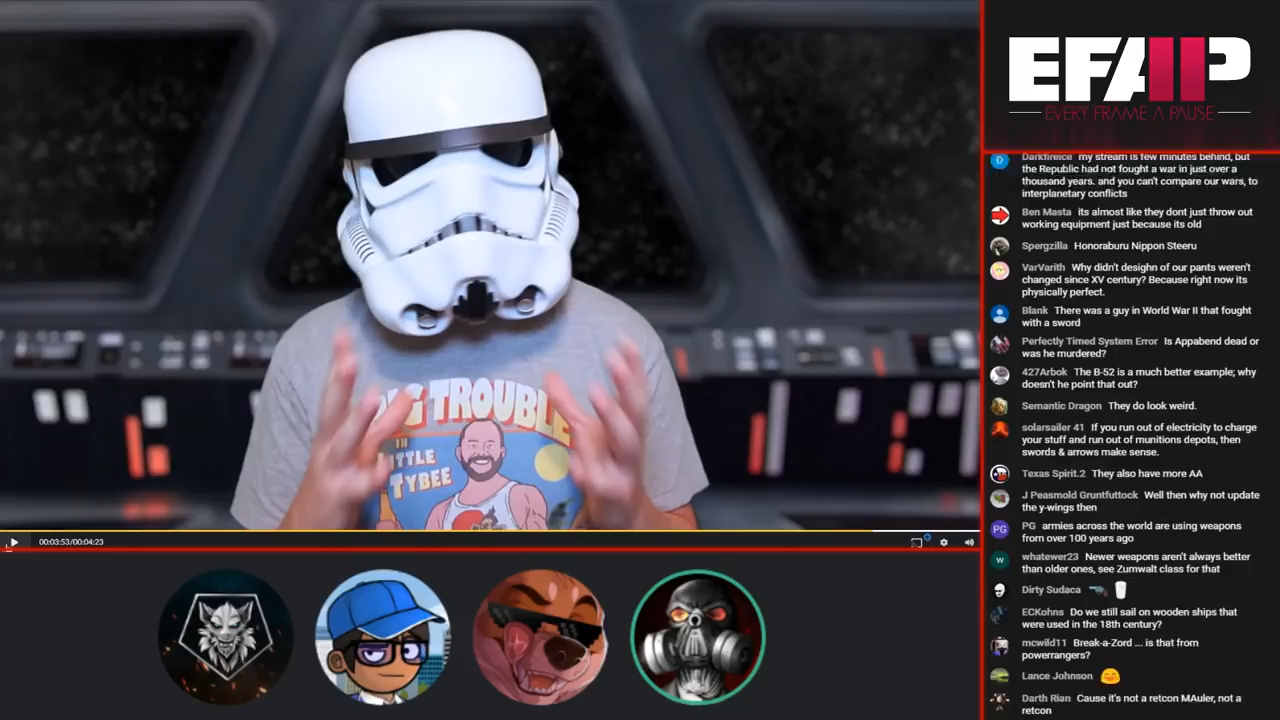 BIG TROUBLE
IN
LITTLE
TYBEE
00:03:53/00:04:23
EFAP
EVERY FRAME A PAUSE
Darkfireice my stream is few minutes behind, but
the Republic had not fought a war in just over a
thousand years. and you can't compare our wars, to
interplanetary conflicts
Ben Masta its almost like they dont just throw out
working equipment just because its old
Spergzilla Honoraburu Nippon Steeru
VarVarith Why didn't desighn of our pants weren't
changed since XV century? Because right now its
physically perfect.
Blank There was a guy in World War II that fought
with a sword
Perfectly Timed System Error Is Appabend dead or
was he murdered?
427Arbok The B-52 is a much better example; why
doesn't he point that out?
Semantic Dragon They do look weird.
solarsailer 41 If you run out of electricity to charge
your stuff and run out of munitions depots, then
swords & arrows make sense.
Texas Spirit.2 They also have more AA
J Peasmold Gruntfuttock Well then why not update
the y-wings then
PG armies across the world are using weapons
from over 100 years ago
whatewer23 Newer weapons aren't always better
than older ones, see Zumwalt class for that
Dirty Sudaca
ECKohns Do we still sail on wooden ships that
were used in the 18th century?
mcwild11 Break-a-Zord ... is that from
powerrangers?
Lance Johnson
Darth Rian Cause it's not a retcon MAuler, not a
retcon
D
PG
w